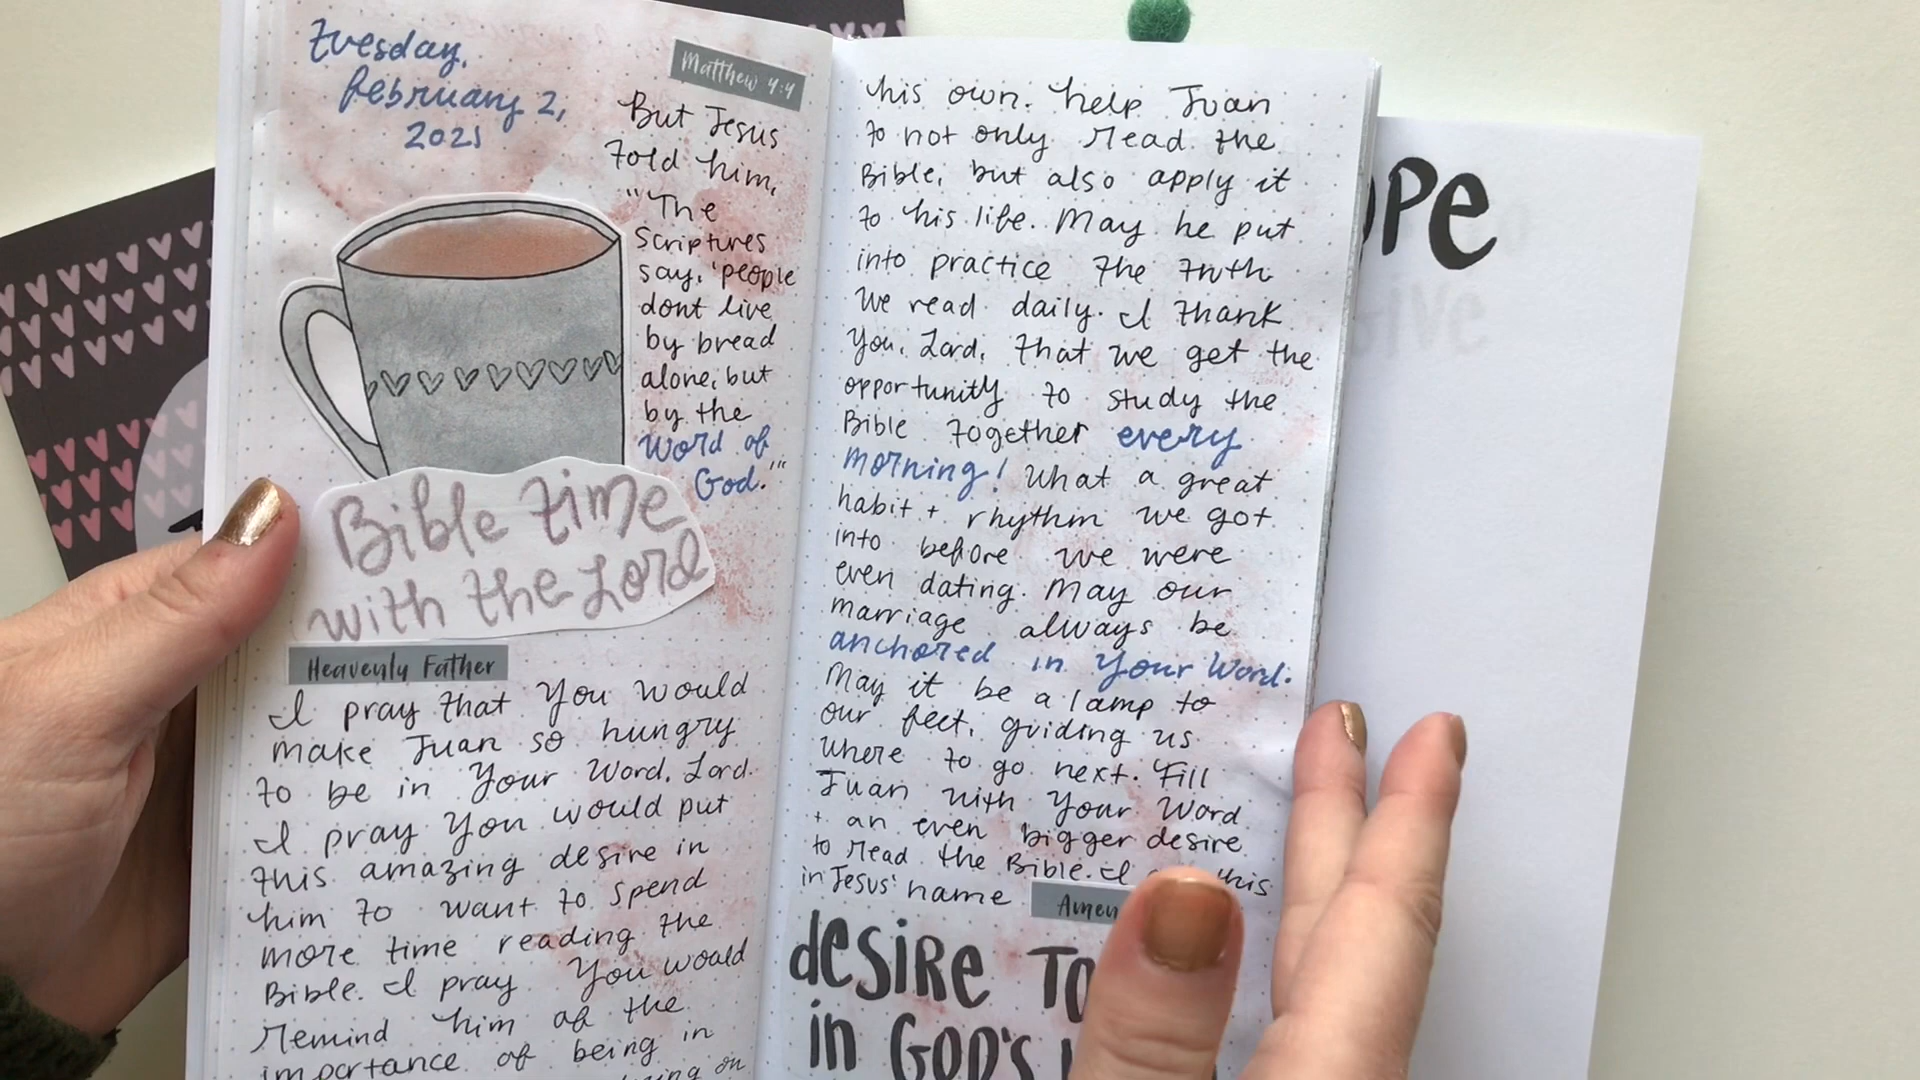 Tuesday,
February 2,
2021
Matthew 4:4
But Jesus
told him,
"The
Scriptures
say, 'people
dont live
by bread
alone, but
by the
Word of
God.'"
Bible time
with the Lord
Heavenly Father
I pray that You would
make Juan so hungry
to be in Your Word, Lord.
I pray You would put
this amazing desire in
him to want to spend
more time reading the
Bible. I pray You would
remind him of the
importance of being in
on
his own. help Juan
to not only read the
Bible, but also apply it
to his life. May he put
into practice the truth
we read daily. I thank
You, Lord, that we get the
opportunity to study the
Bible together every
morning! What a great
habit + rhythm we got
into before we were
even dating. May our
marriage always be
anchored in Your Word.
May it be a lamp to
our feet, guiding us
where to go next. Fill
Juan with Your Word
+ an even bigger desire
to read the Bible. I this
in Jesus' name
Amen
desire to
in God's